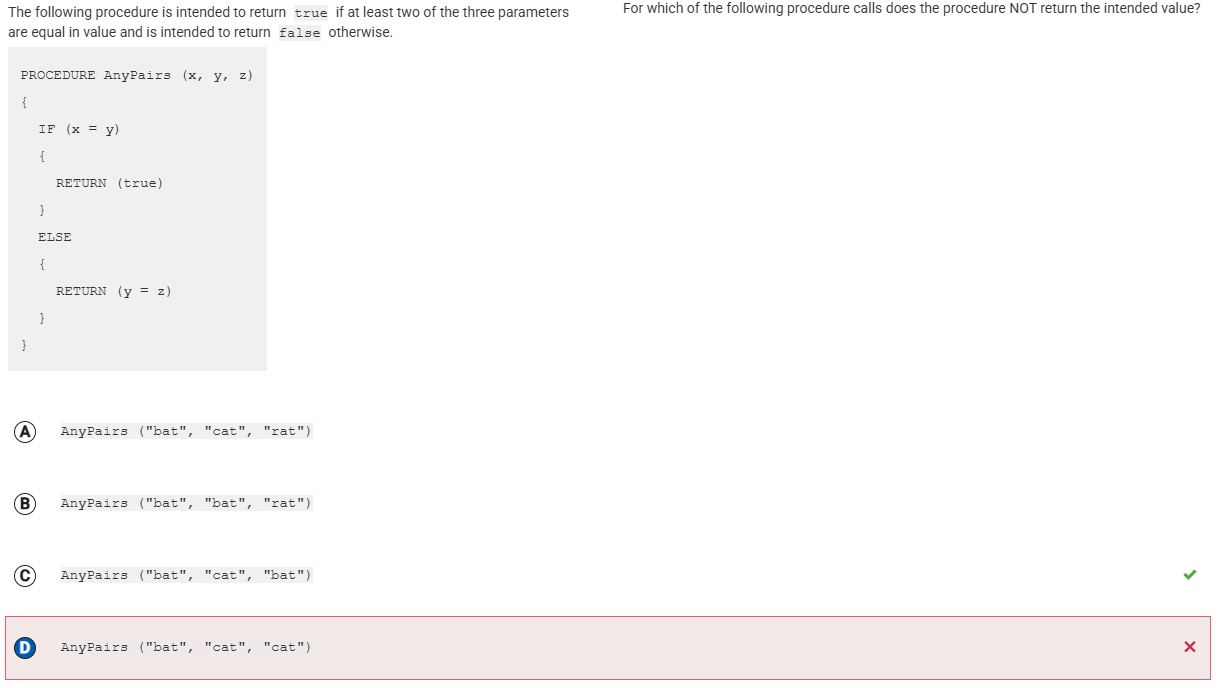 The following procedure is intended to return true if at least two of the three parameters
are equal in value and is intended to return false otherwise.
PROCEDURE AnyPairs (x, y, z)
{
IF (x = y)
{
RETURN (true)
}
ELSE
{
RETURN (y = z)
}
}
For which of the following procedure calls does the procedure NOT return the intended value?
A AnyPairs ("bat", "cat", "rat")
B AnyPairs ("bat", "bat", "rat")
C AnyPairs ("bat", "cat", "bat")
D AnyPairs ("bat", "cat", "cat")